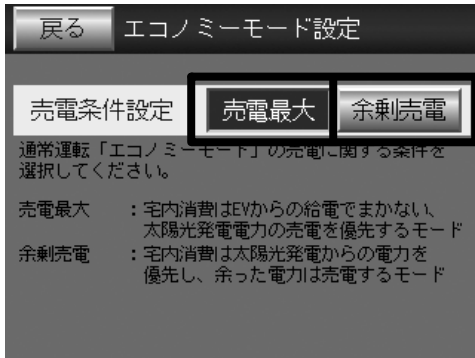 戻る エコノミーモード設定
売電条件設定 売電最大 余剰売電
通常運転「エコノミーモード」の売電に関する条件を
選択してください。
売電最大 :宅内消費はEVからの給電でまかない、
太陽光発電電力の売電を優先するモード
余剰売電 :宅内消費は太陽光発電からの電力を
優先し、余った電力は売電するモード